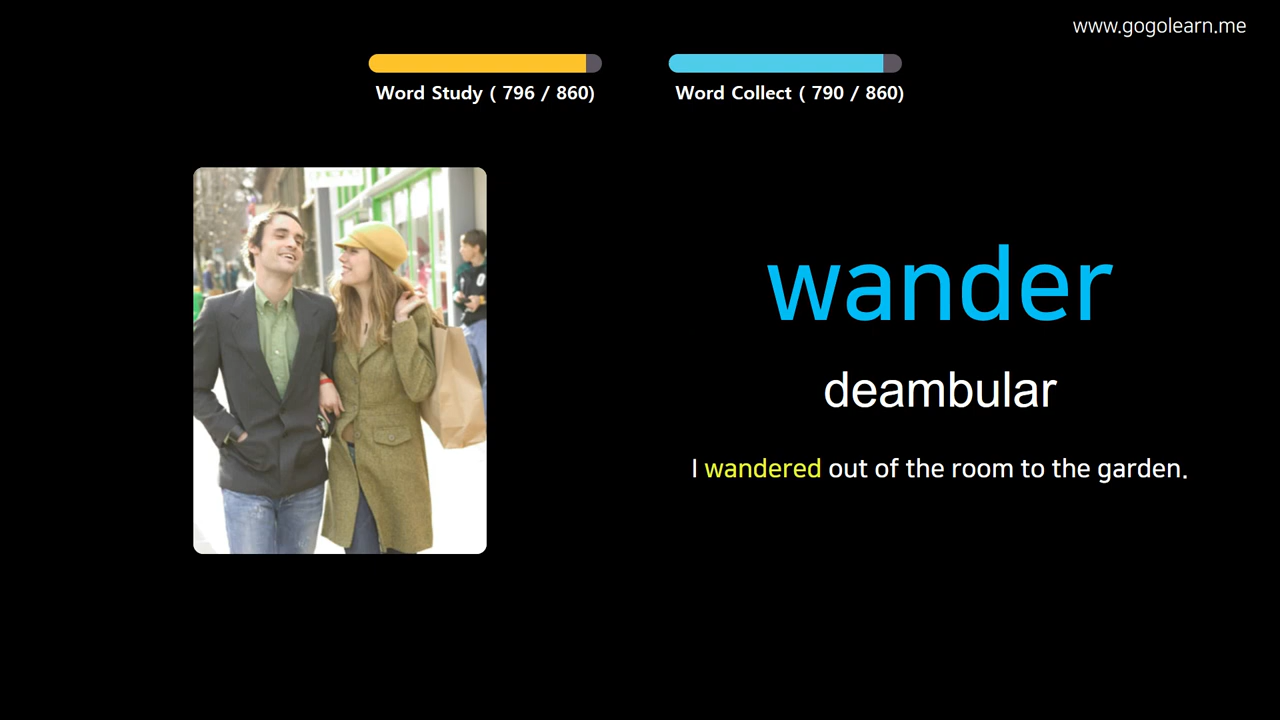 www.gogolearn.me
Word Study ( 796 / 860)
Word Collect ( 790 / 860)
wander
deambular
I wandered out of the room to the garden.